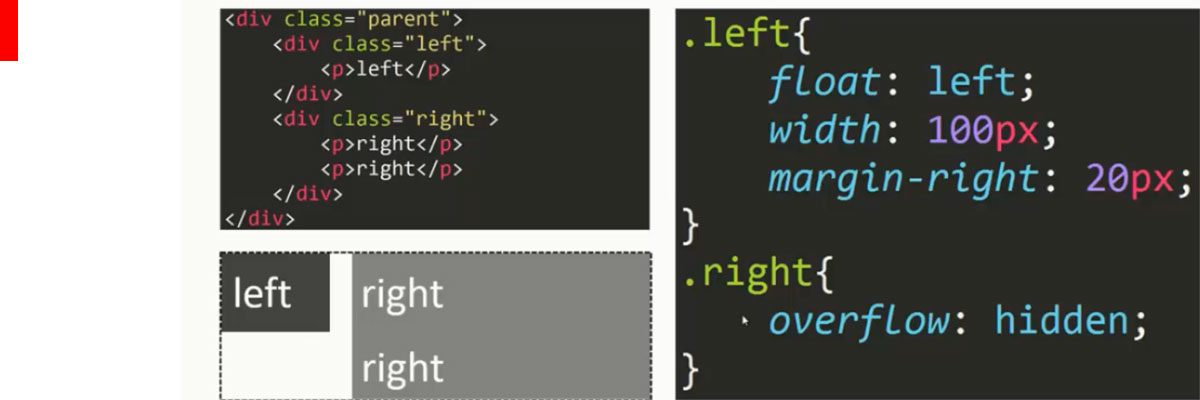 <div class="parent">
    <div class="left">
        <p>left</p>
    </div>
    <div class="right">
        <p>right</p>
        <p>right</p>
    </div>
</div>
left
right
right
.left{
    float: left;
    width: 100px;
    margin-right: 20px;
}
.right{
    overflow: hidden;
}